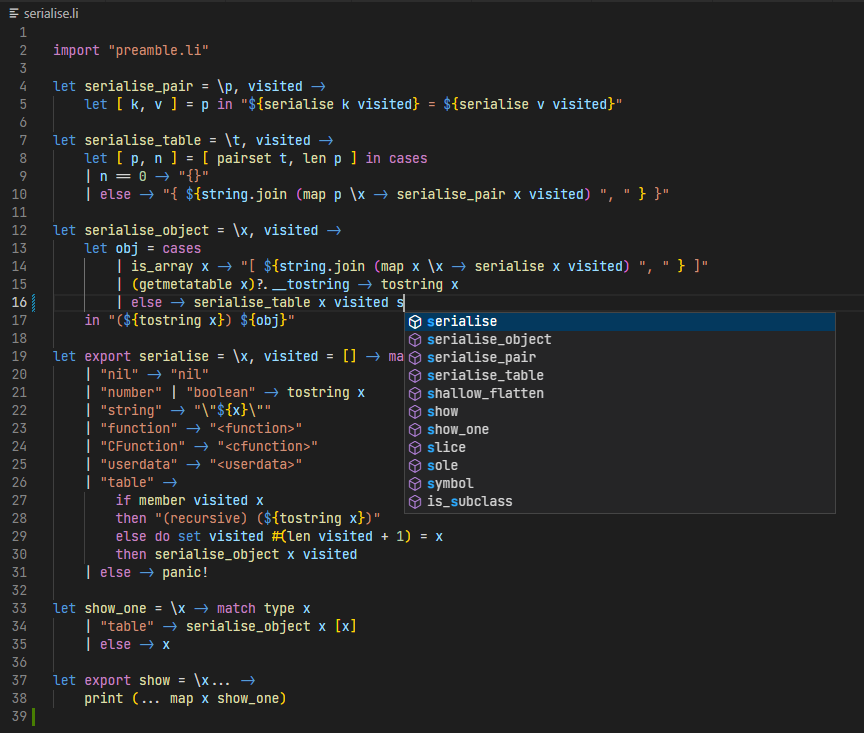 serialise.li
1
2 import "preamble.li"
3
4 let serialise_pair = \p, visited ->
5     let [ k, v ] = p in "${serialise k visited} = ${serialise v visited}"
6
7 let serialise_table = \t, visited ->
8     let [ p, n ] = [ pairset t, len p ] in cases
9     | n == 0 -> "{}"
10     | else -> "{ ${string.join (map p \x -> serialise_pair x visited) ", " } }"
11
12 let serialise_object = \x, visited ->
13     let obj = cases
14         | is_array x -> "[ ${string.join (map x \x -> serialise x visited) ", " } ]"
15         | (getmetatable x)?.__tostring -> tostring x
16         | else -> serialise_table x visited s
17     in "(${tostring x}) ${obj}"
serialise
18
serialise_object
19 let export serialise = \x, visited = [] -> ma
serialise_pair
20     | "nil" -> "nil"
serialise_table
21     | "number" | "boolean" -> tostring x
shallow_flatten
22     | "string" -> "\"${x}\""
show
23     | "function" -> "<function>"
show_one
24     | "CFunction" -> "<cfunction>"
slice
25     | "userdata" -> "<userdata>"
sole
26     | "table" ->
symbol
27         if member visited x
is_subclass
28         then "(recursive) (${tostring x})"
29         else do set visited #(len visited + 1) = x
30         then serialise_object x visited
31     | else -> panic!
32
33 let show_one = \x -> match type x
34     | "table" -> serialise_object x [x]
35     | else -> x
36
37 let export show = \x... ->
38     print (... map x show_one)
39